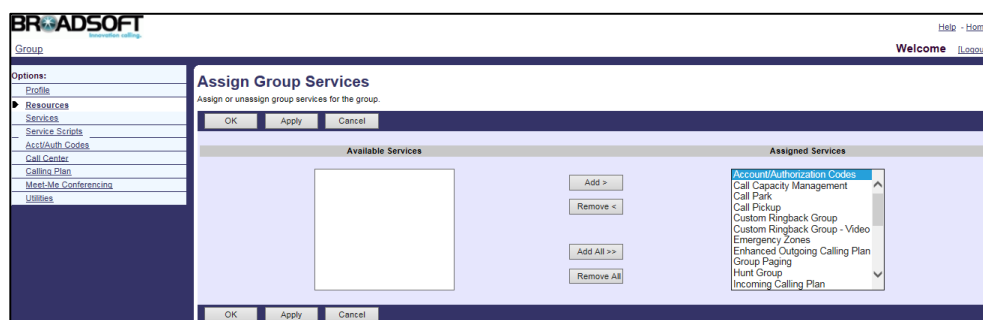 BROADSOFT
Innovation calling.
Help - Hom
Group
Welcome [Logou
Options:
Profile
Resources
Services
Service Scripts
Acct/Auth Codes
Call Center
Calling Plan
Meet-Me Conferencing
Utilities
Assign Group Services
Assign or unassign group services for the group.
OK Apply Cancel
Available Services Assigned Services
Add >
Remove <
Add All >>
Remove All
Account/Authorization Codes
Call Capacity Management
Call Park
Call Pickup
Custom Ringback Group
Custom Ringback Group - Video
Emergency Zones
Enhanced Outgoing Calling Plan
Group Paging
Hunt Group
Incoming Calling Plan
OK Apply Cancel